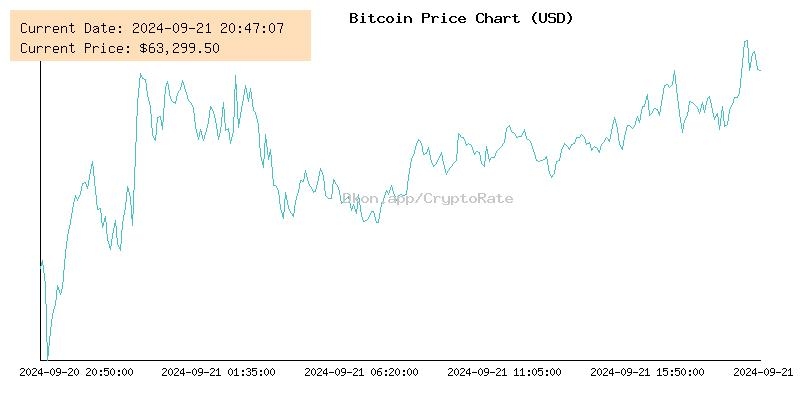 Bitcoin Price Chart (USD)
Current Date: 2024-09-21 20:47:07
Current Price: $63,299.50
0kon.app/CryptoRate
2024-09-20 20:50:00 2024-09-21 01:35:00 2024-09-21 06:20:00 2024-09-21 11:05:00 2024-09-21 15:50:00 2024-09-21